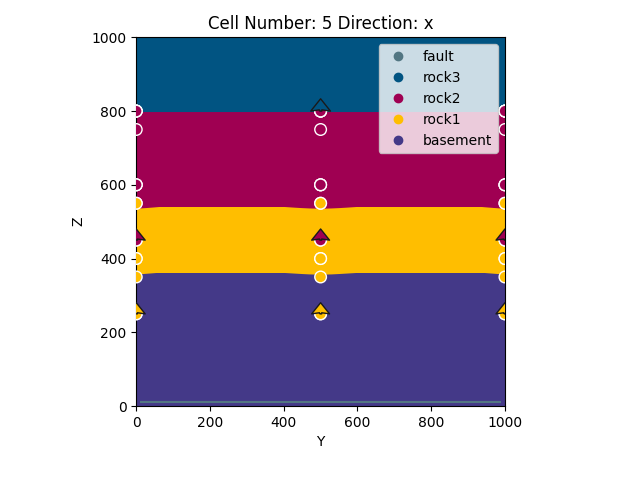 Cell Number: 5 Direction: x
1000
fault
rock3
rock2
rock1
basement
800
600
Z
400
200
0
0 200 400 600 800 1000
Y